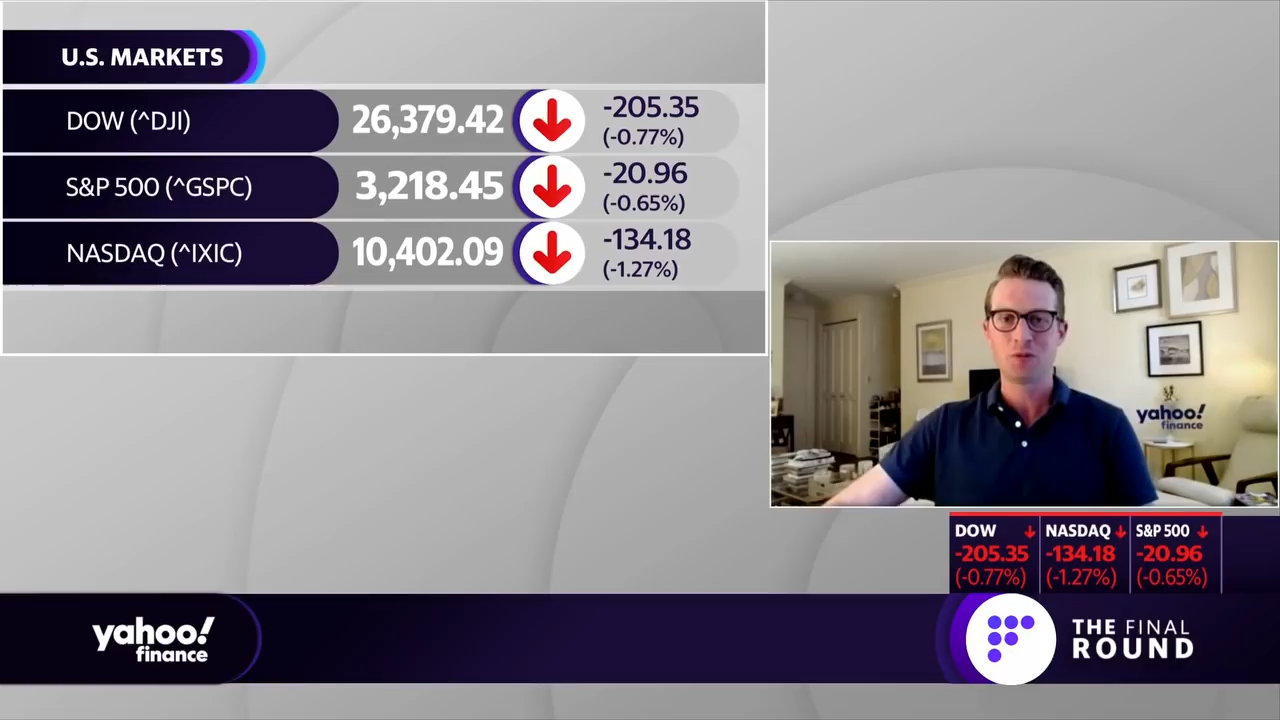 U.S. MARKETS
DOW (^DJI) 26,379.42 -205.35
(-0.77%)
S&P 500 (^GSPC) 3,218.45 -20.96
(-0.65%)
NASDAQ (^IXIC) 10,402.09 -134.18
(-1.27%)
yahoo!
finance
DOW NASDAQ S&P 500
-205.35 -134.18 -20.96
(-0.77%) (-1.27%) (-0.65%)
yahoo!
finance
THE FINAL
ROUND